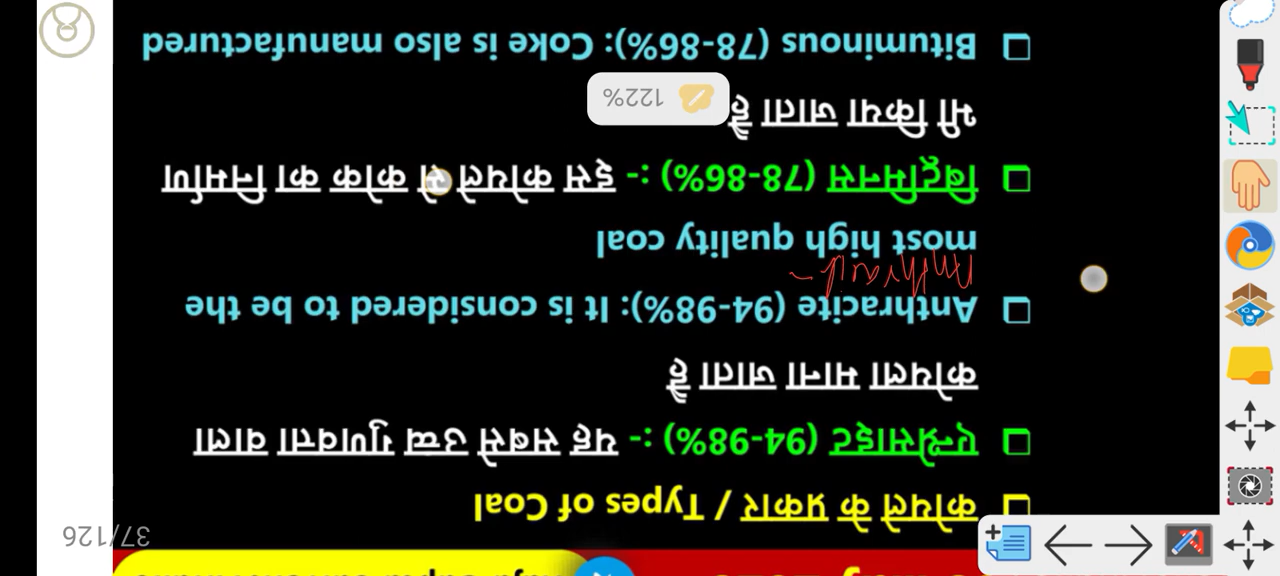 37/126
कोयले के प्रकार / Types of Coal
एन्थ्रेसाइट (94-98%) :- यह सबसे उच्च गुणवत्ता वाला
कोयला माना जाता है
Anthracite (94-98%): It is considered to be the
most high quality coal
बिटुमिनस (78-86%) :- इस कोयले से कोक का निर्माण
भी किया जाता है
122%
Bituminous (78-86%): Coke is also manufactured